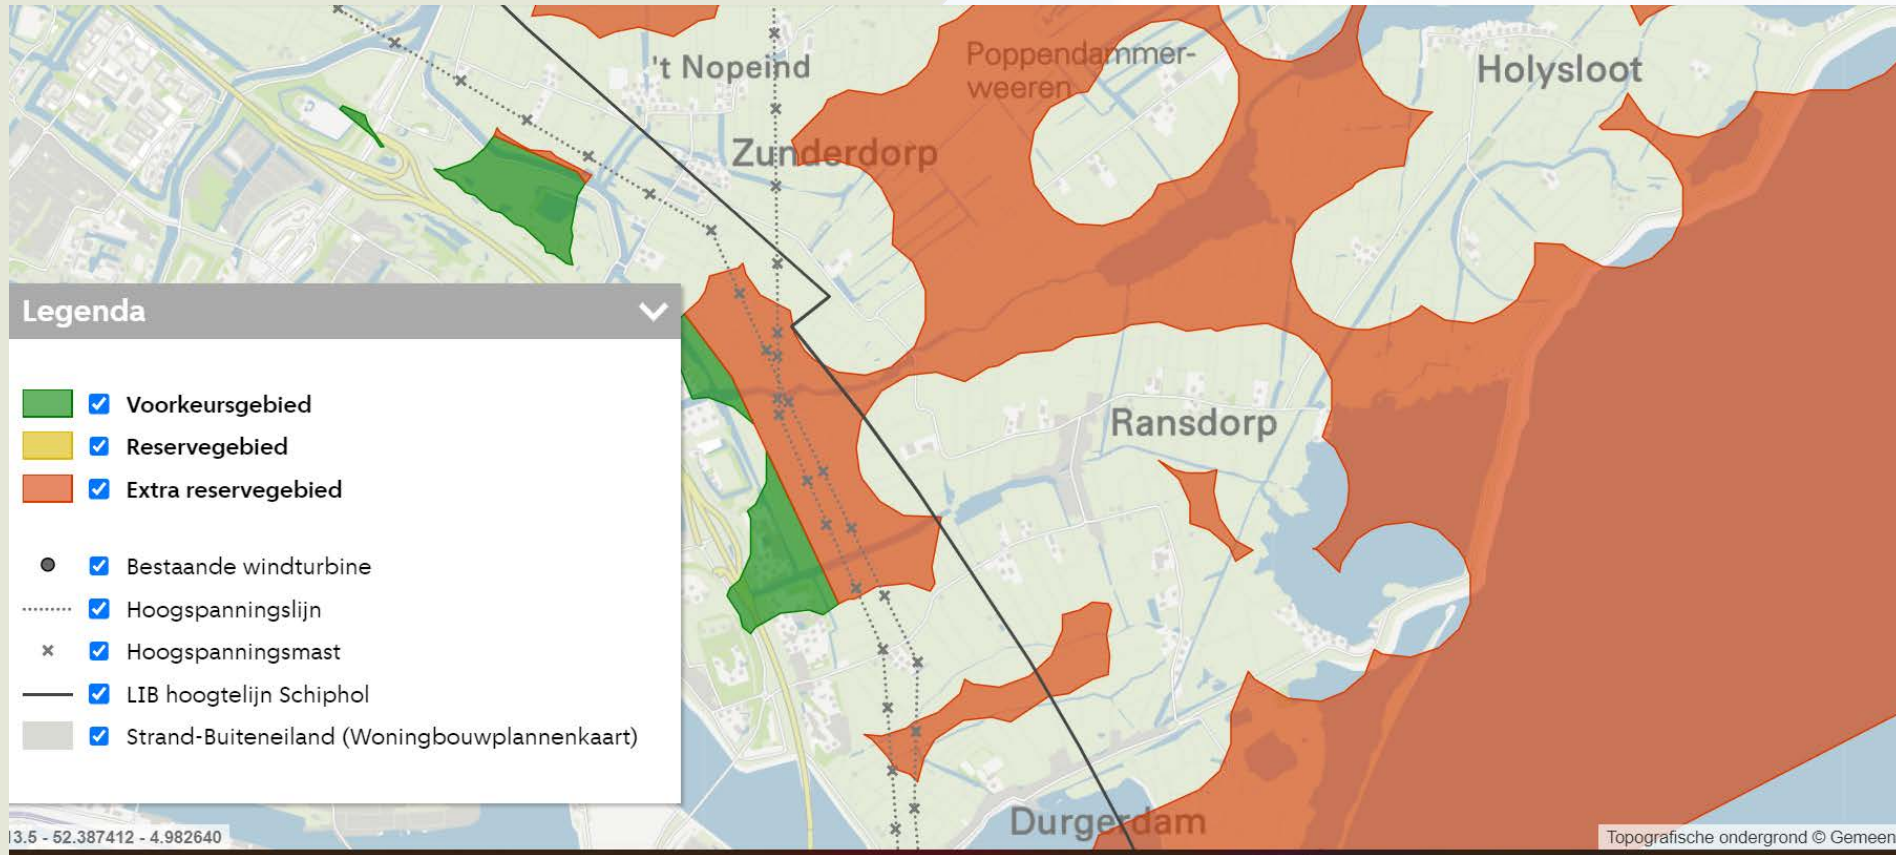 't Nopeind
Poppendammer-
weeren
Holysloot
Zunderdorp
Legenda
Voorkeursgebied
Reservegebied
Extra reservegebied
Bestaande windturbine
Hoogspanningslijn
Hoogspanningsmast
LIB hoogtelijn Schiphol
Strand-Buiteneiland (Woningbouwplannenkaart)
Ransdorp
Durgerdam
13.5 - 52.387412 - 4.982640
Topografische ondergrond © Gemeen